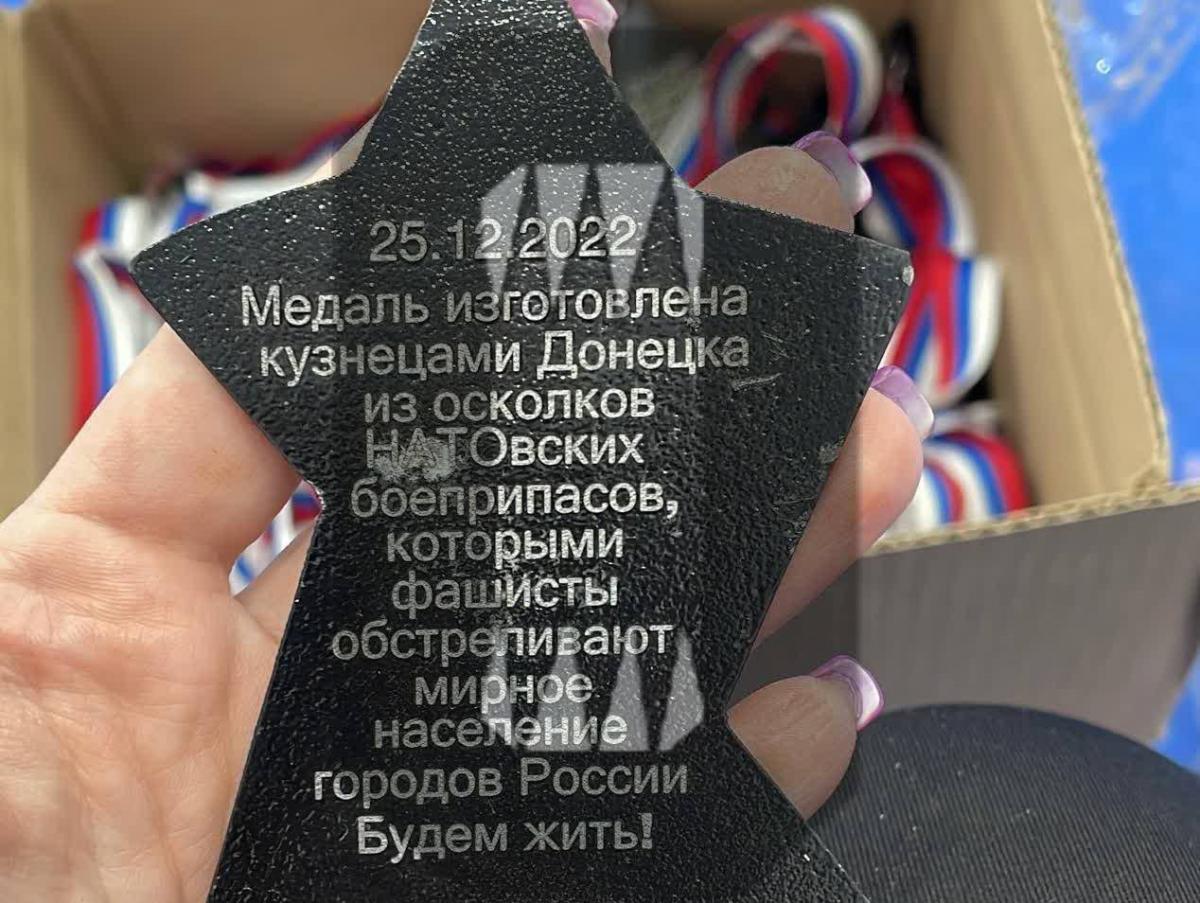 25.12.2022
Медаль изготовлена
кузнецами Донецка
из осколков
НАТОвских
боеприпасов,
которыми
фашисты
обстреливают
мирное
население
городов России
Будем жить!